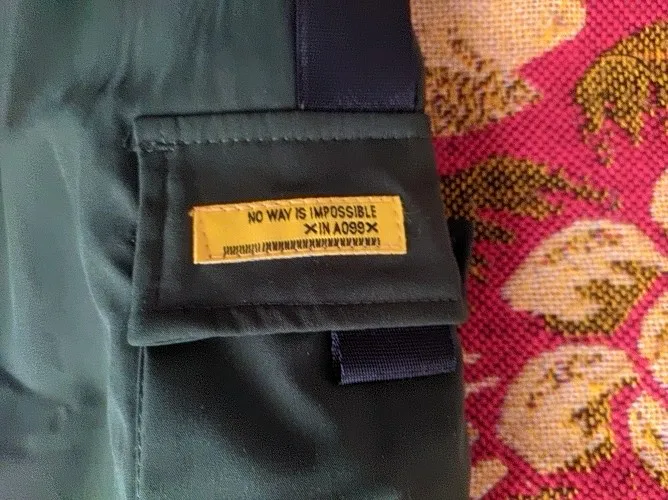 NO WAY IS IMPOSSIBLE
×IN A099×